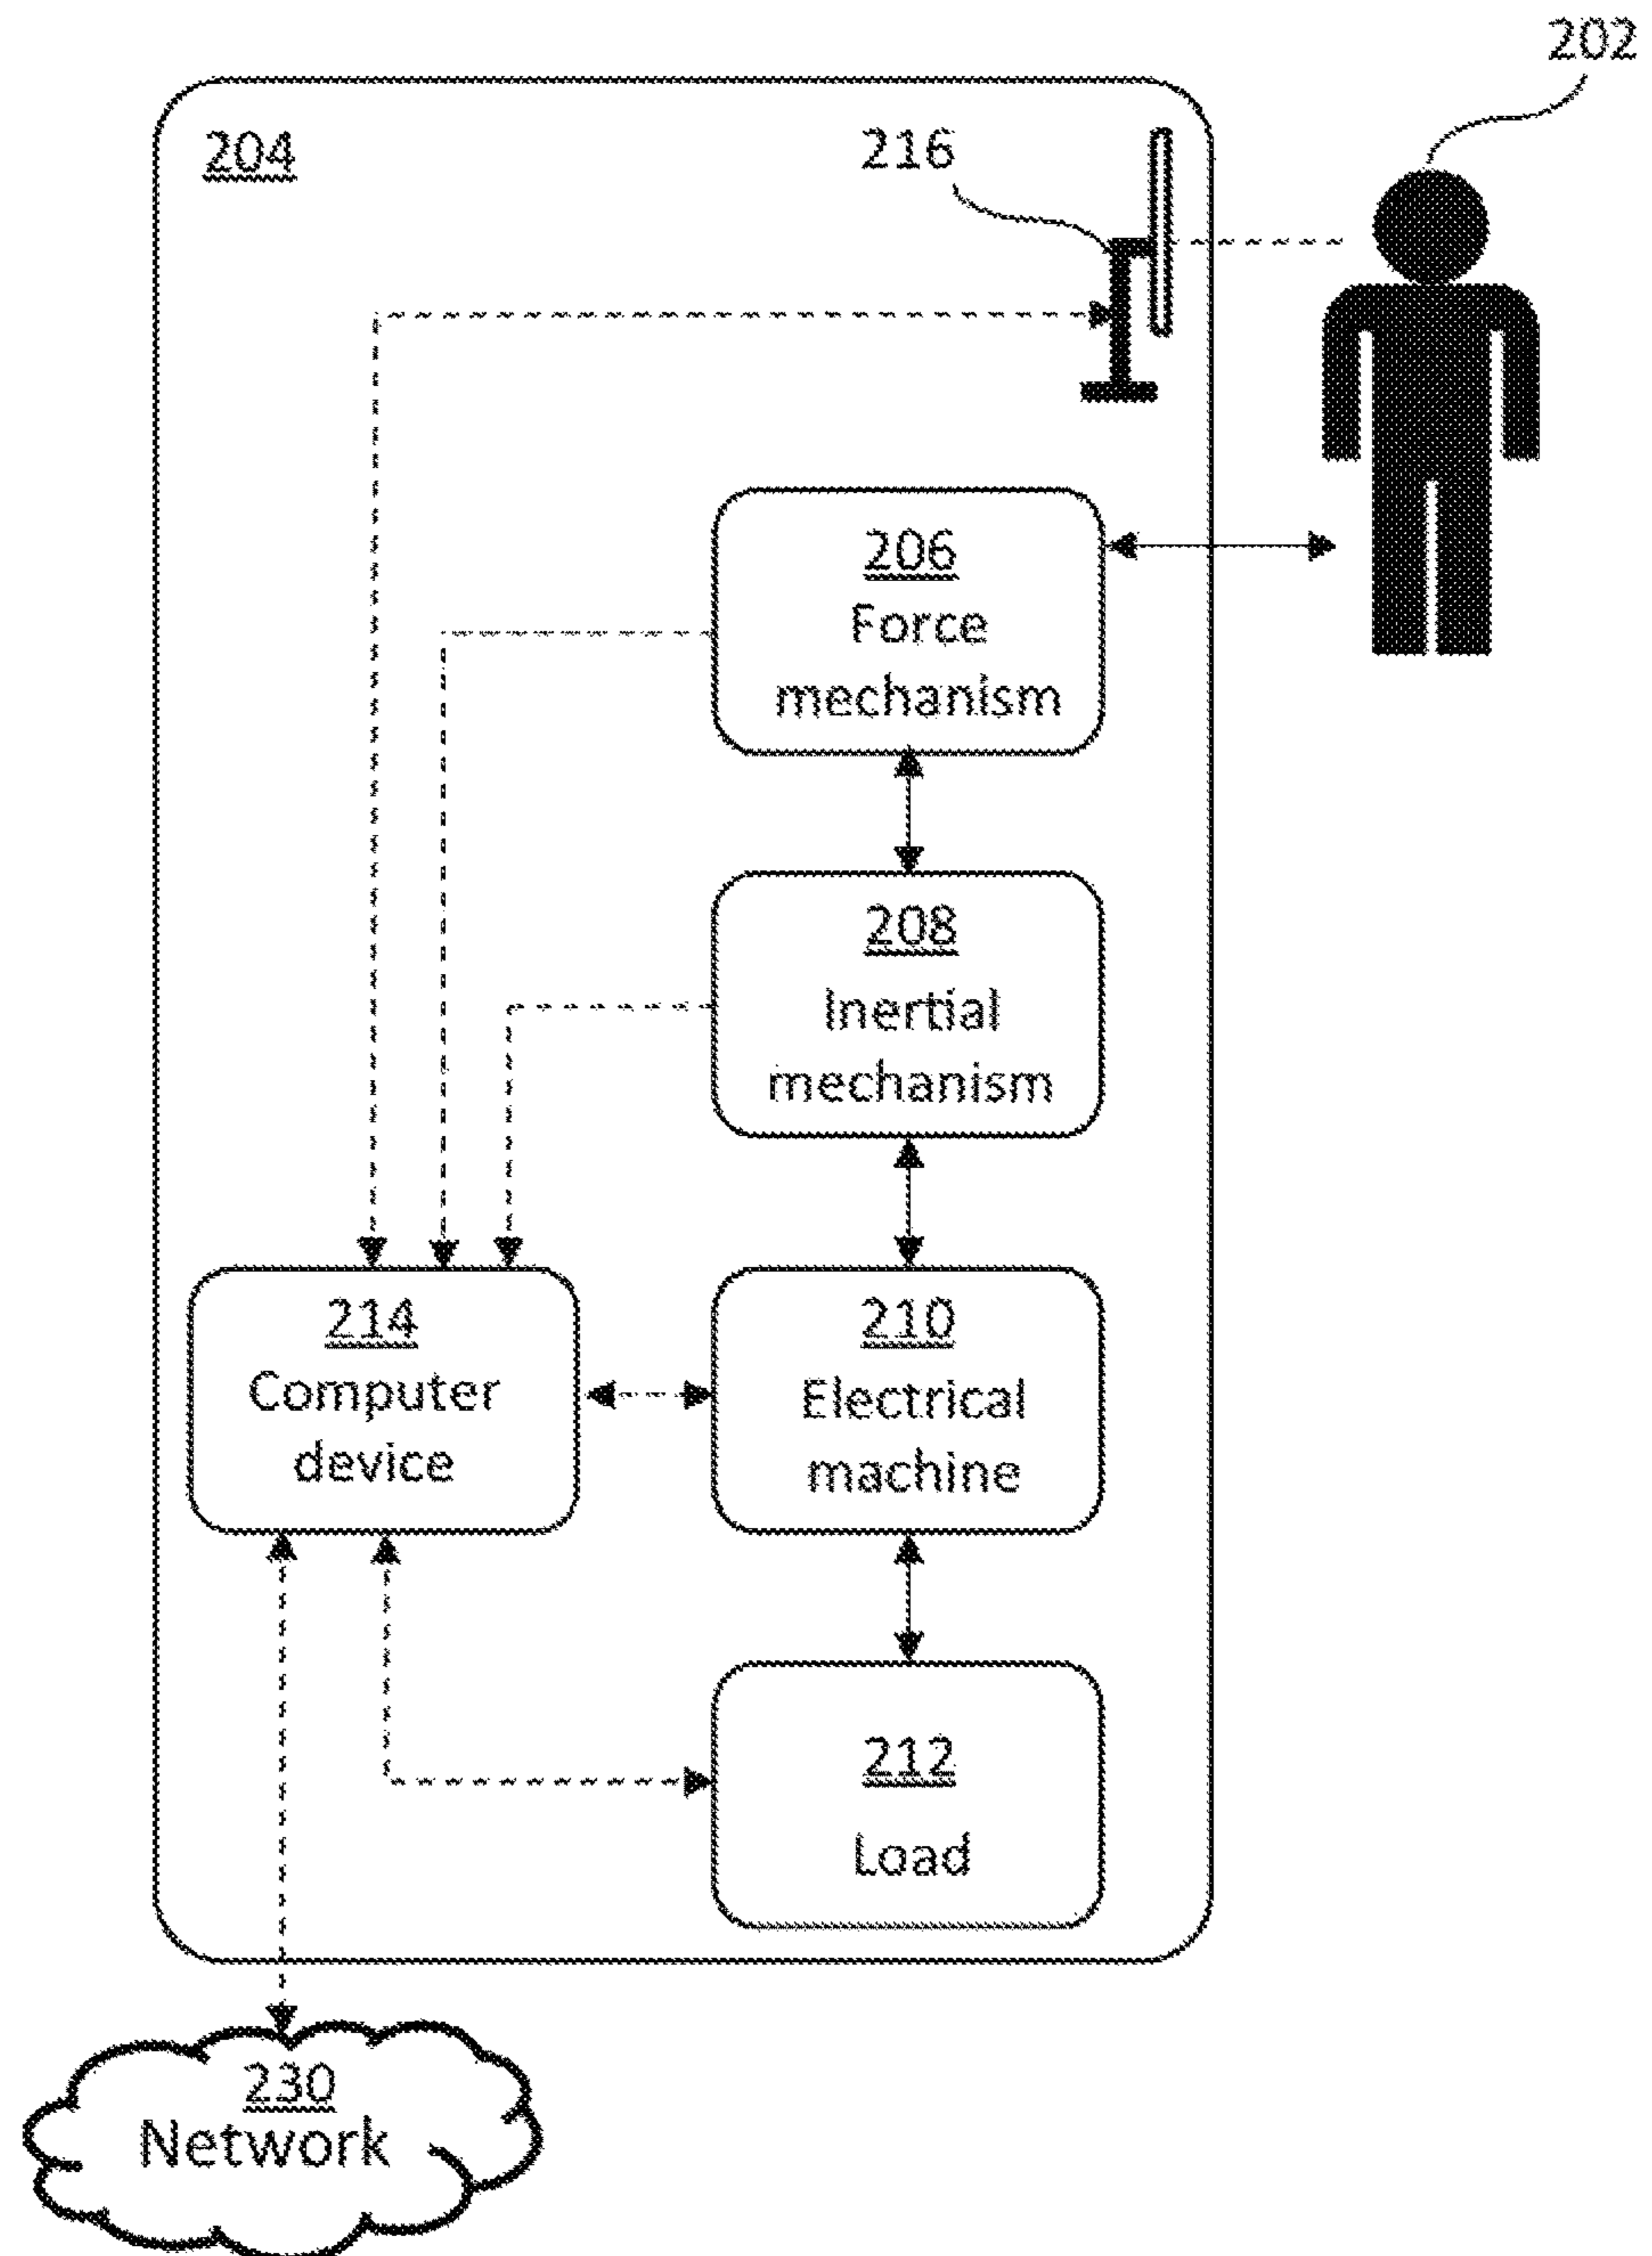 202
204
216
206
Force
mechanism
208
Inertial
mechanism
214
Computer
device
210
Electrical
machine
212
Load
230
Network